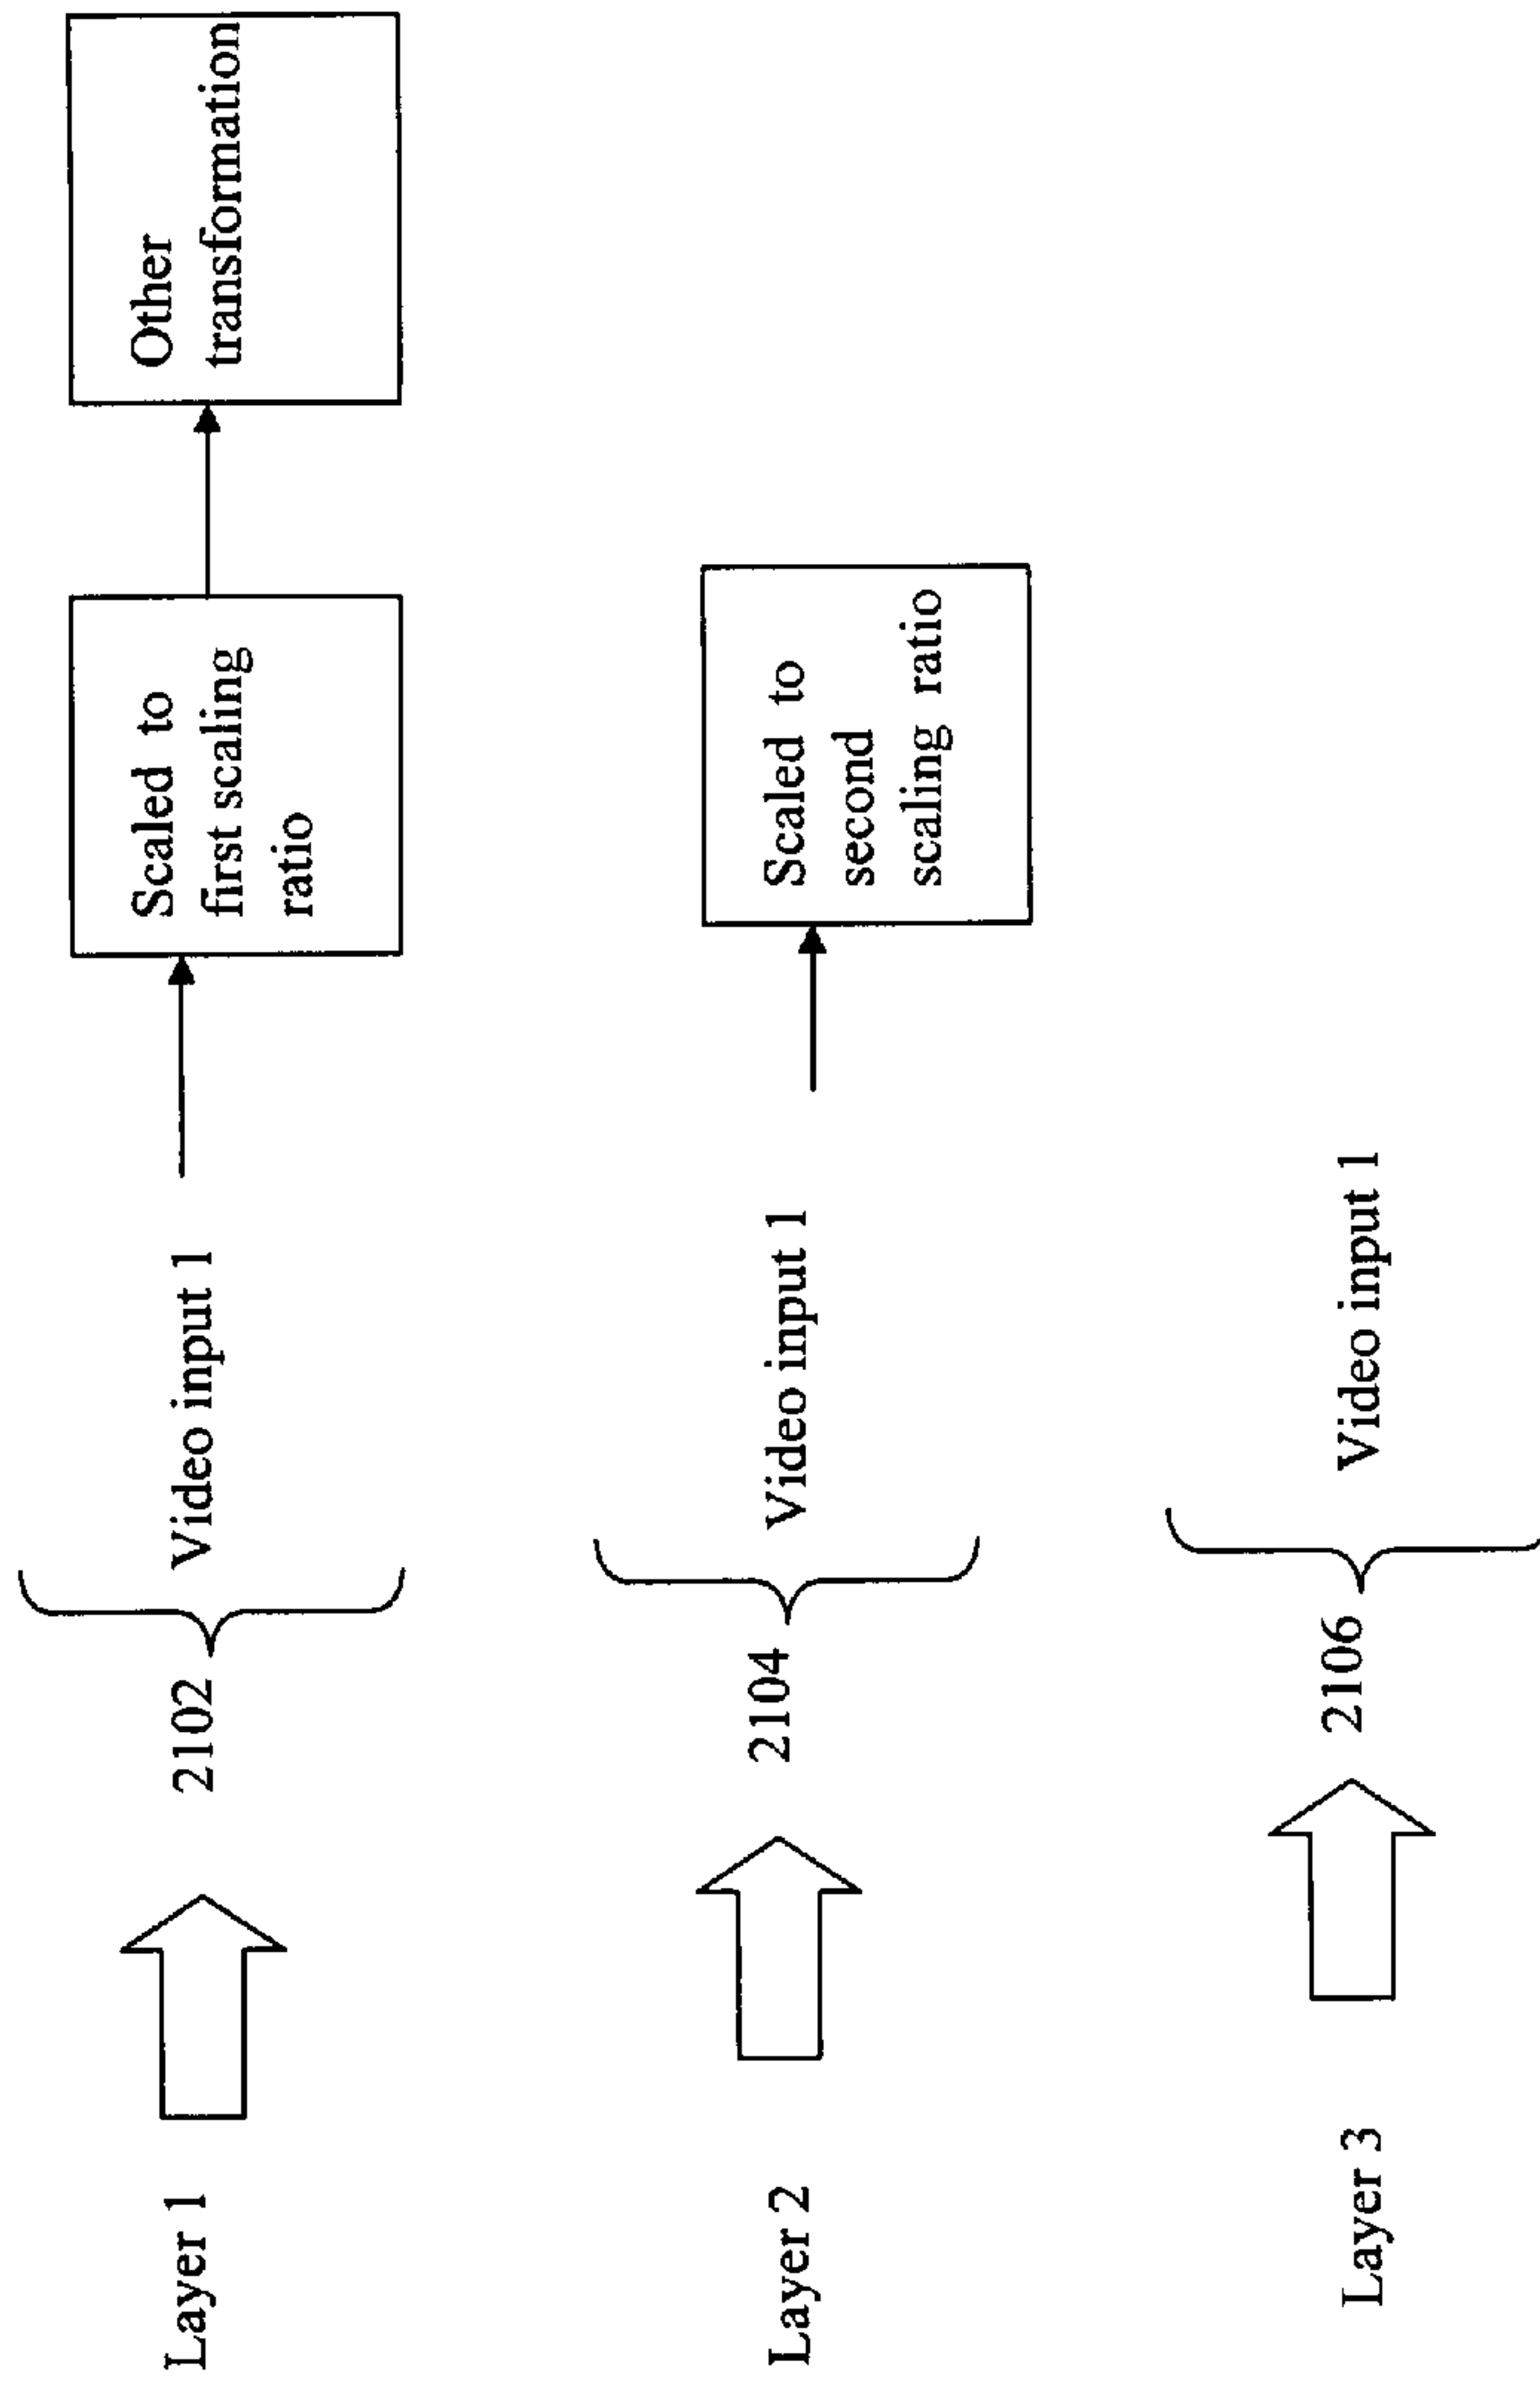 Layer 1
2102
Video input 1
Scaled to
first scaling
ratio
Other
transformation
Layer 2
2104
Video input 1
Scaled to
second
scaling ratio
Layer 3
2106
Video input 1